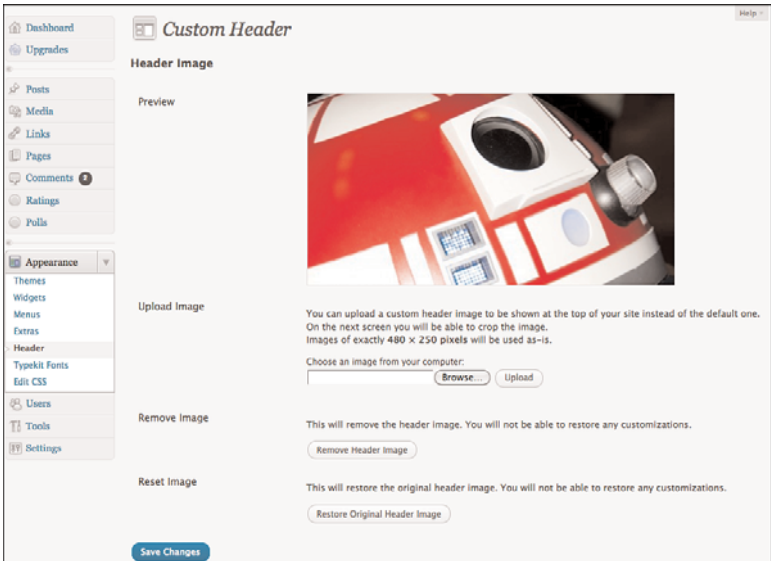 Help
Custom Header
Header Image
Dashboard
Upgrades
Posts
Media
Links
Pages
Comments 2
Ratings
Polls
Appearance
Themes
Widgets
Menus
Extras
Header
Typekit Fonts
Edit CSS
Users
Tools
Settings
Preview
Upload Image
You can upload a custom header image to be shown at the top of your site instead of the default one.
On the next screen you will be able to crop the image.
Images of exactly 480 × 250 pixels will be used as-is.
Choose an image from your computer:
Browse... Upload
Remove Image
This will remove the header image. You will not be able to restore any customizations.
Remove Header Image
Reset Image
This will restore the original header image. You will not be able to restore any customizations.
Restore Original Header Image
Save Changes